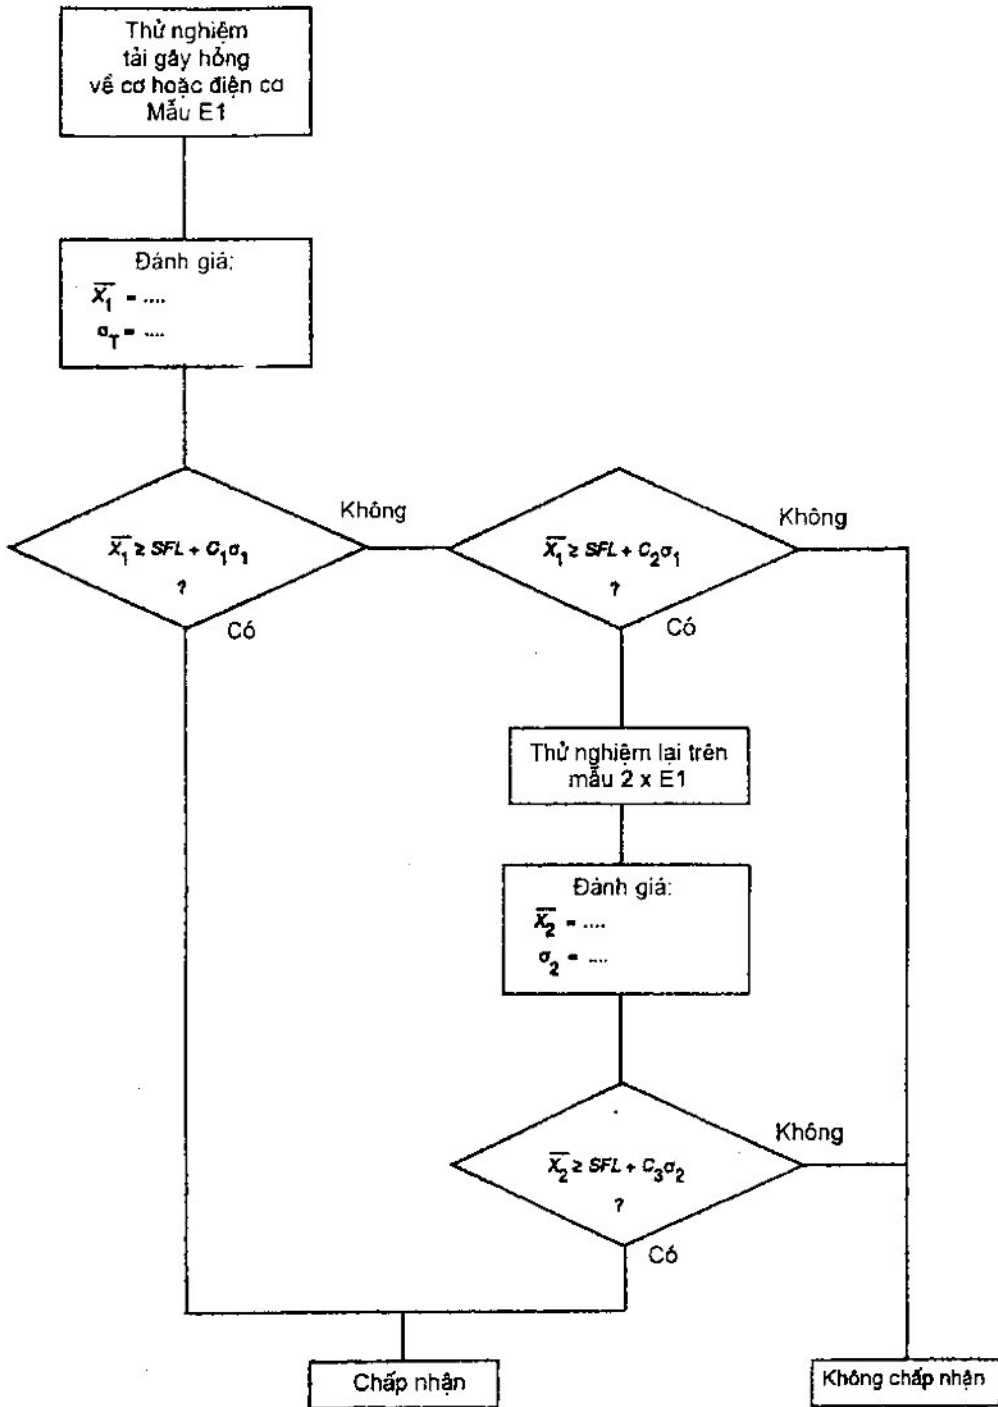 Thử nghiệm
tải gây hỏng
về cơ hoặc điện cơ
Mẫu E1
Đánh giá:
X̄₁ = ....
σ_T = ....
Không
X̄₁ ≥ SFL + C₁σ₁
?
Có
Không
X̄₁ ≥ SFL + C₂σ₁
?
Có
Thử nghiệm lại trên
mẫu 2 x E1
Đánh giá:
X̄₂ = ....
σ₂ = ....
Không
X̄₂ ≥ SFL + C₃σ₂
?
Có
Chấp nhận
Không chấp nhận